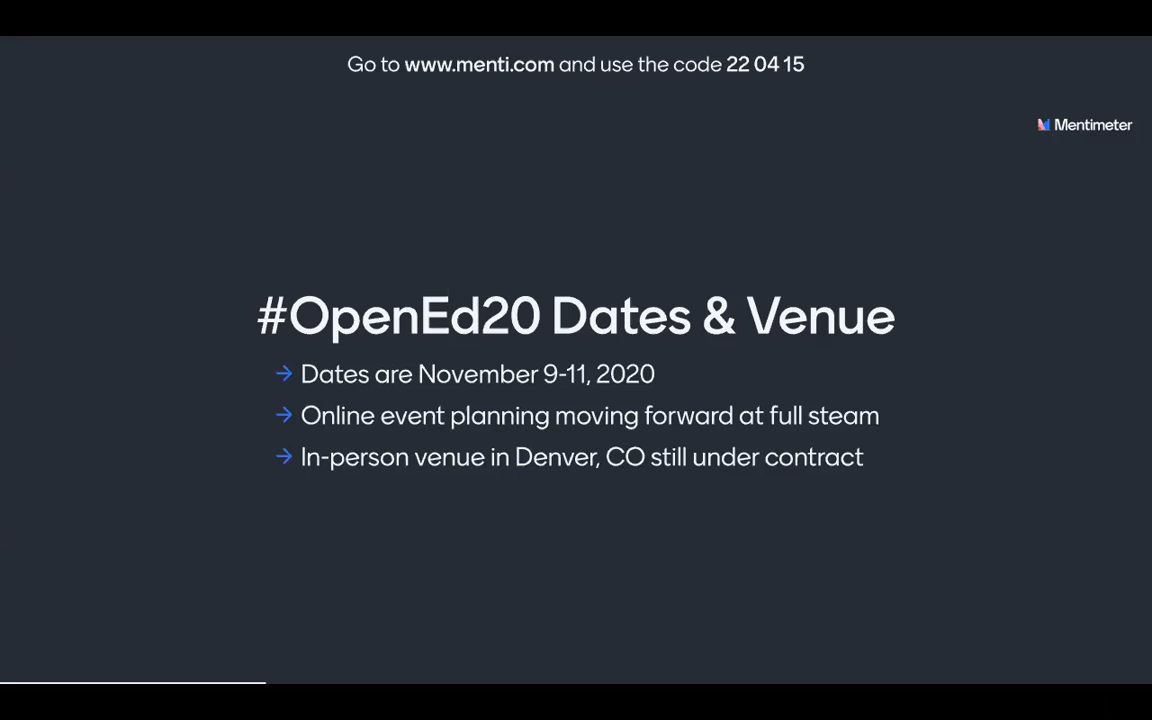 Go to www.menti.com and use the code 22 04 15
Mentimeter
#OpenEd20 Dates & Venue
→ Dates are November 9-11, 2020
→ Online event planning moving forward at full steam
→ In-person venue in Denver, CO still under contract